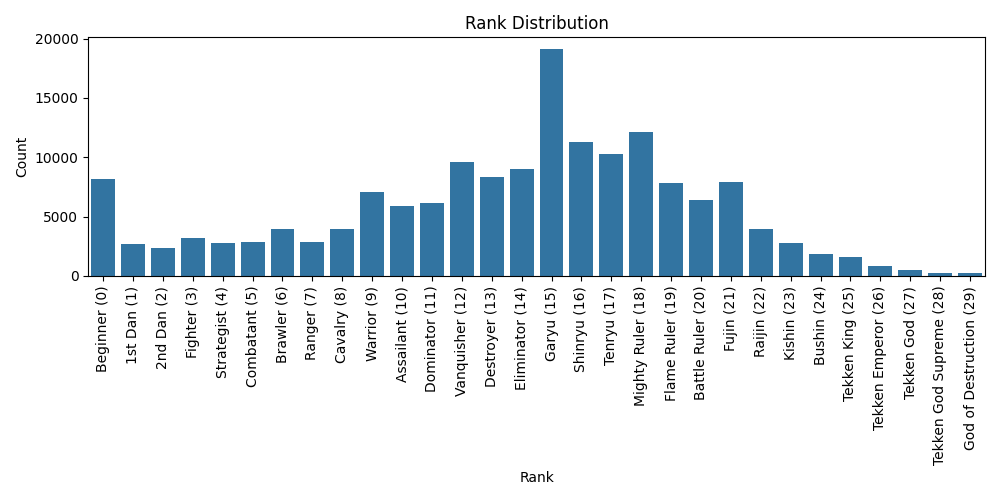 Rank Distribution
Count
20000
15000
10000
5000
0
Beginner (0)
1st Dan (1)
2nd Dan (2)
Fighter (3)
Strategist (4)
Combatant (5)
Brawler (6)
Ranger (7)
Cavalry (8)
Warrior (9)
Assailant (10)
Dominator (11)
Vanquisher (12)
Destroyer (13)
Eliminator (14)
Garyu (15)
Shinryu (16)
Tenryu (17)
Mighty Ruler (18)
Flame Ruler (19)
Battle Ruler (20)
Fujin (21)
Raijin (22)
Kishin (23)
Bushin (24)
Tekken King (25)
Tekken Emperor (26)
Tekken God (27)
Tekken God Supreme (28)
God of Destruction (29)
Rank